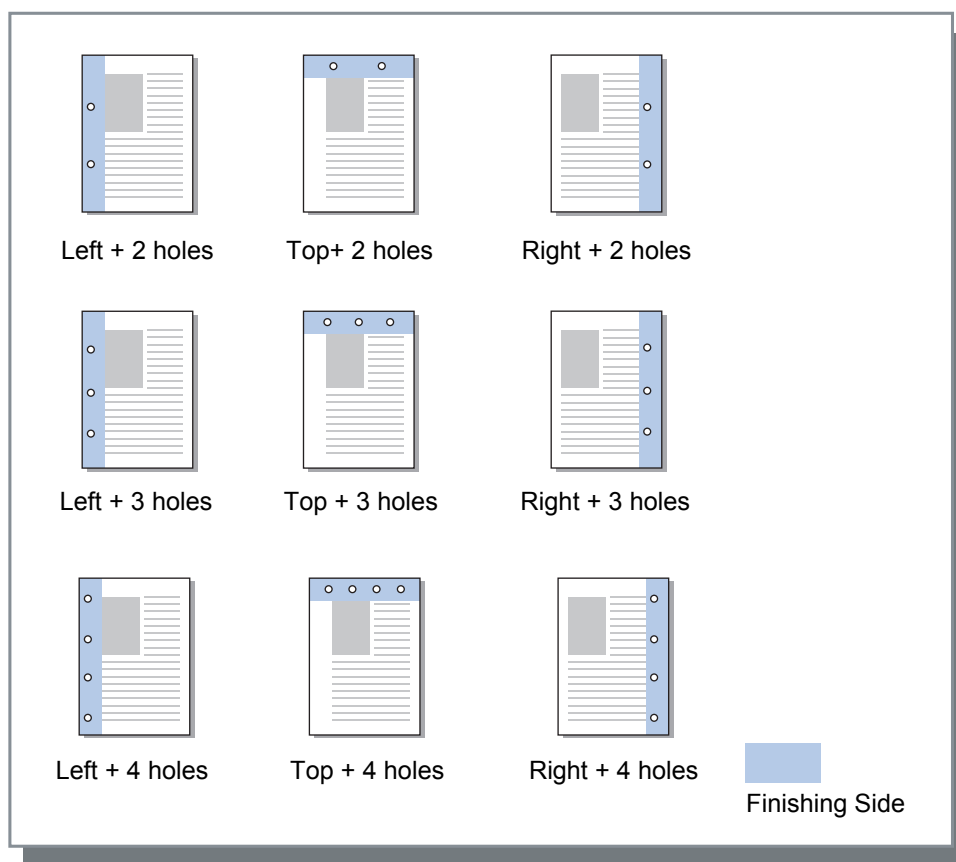 Left + 2 holes
Top+ 2 holes
Right + 2 holes
Left + 3 holes
Top + 3 holes
Right + 3 holes
Left + 4 holes
Top + 4 holes
Right + 4 holes
Finishing Side